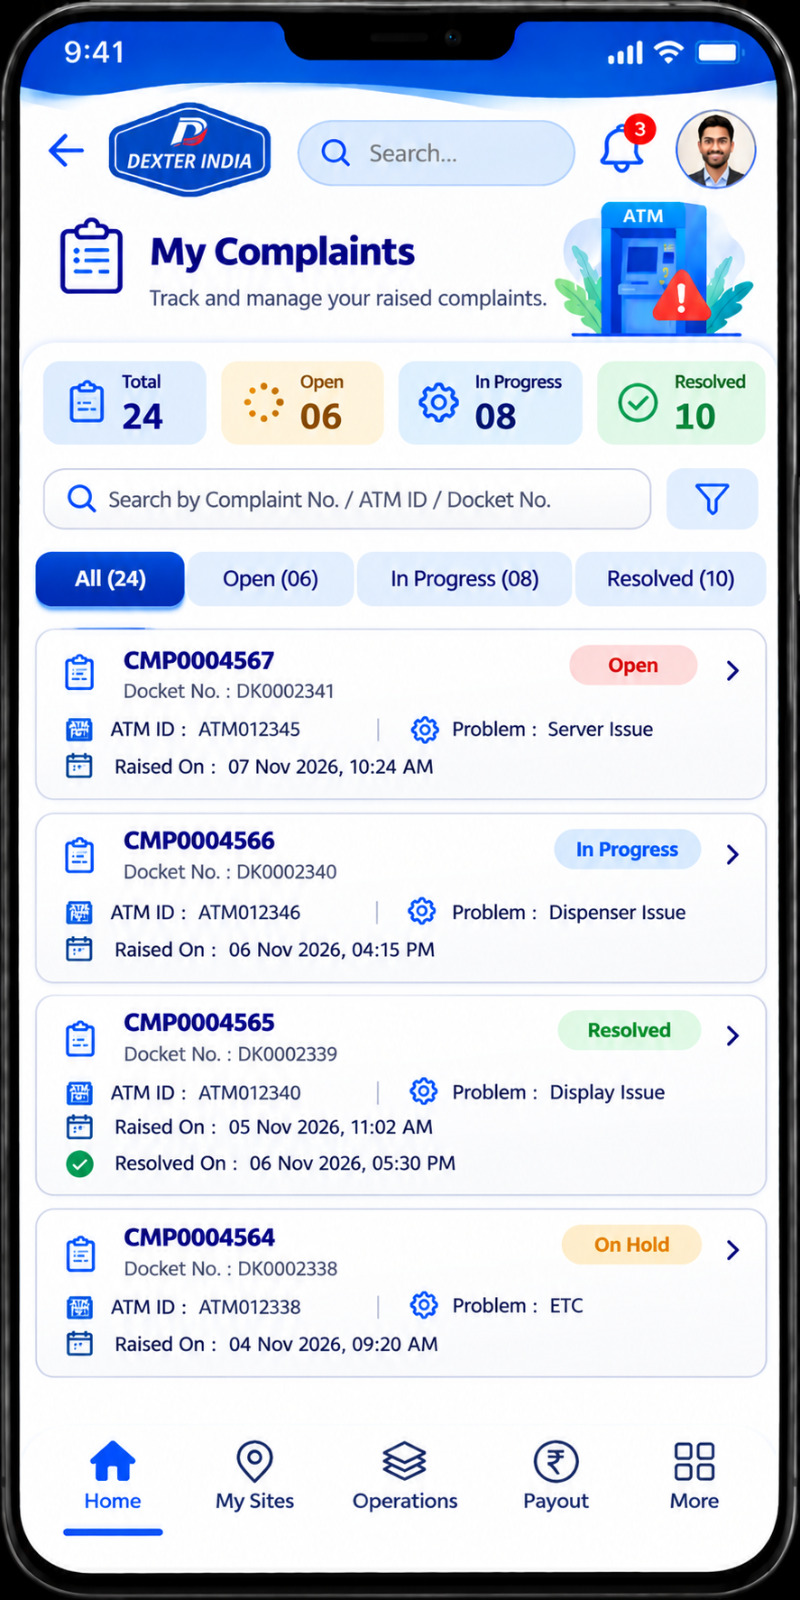 9:41
DEXTER INDIA
Search...
3
ATM
My Complaints
Track and manage your raised complaints.
Total
24
Open
06
In Progress
08
Resolved
10
Search by Complaint No. / ATM ID / Docket No.
All (24)
Open (06)
In Progress (08)
Resolved (10)
CMP0004567
Open
Docket No. : DK0002341
ATM ID : ATM012345 | Problem : Server Issue
Raised On : 07 Nov 2026, 10:24 AM
CMP0004566
In Progress
Docket No. : DK0002340
ATM ID : ATM012346 | Problem : Dispenser Issue
Raised On : 06 Nov 2026, 04:15 PM
CMP0004565
Resolved
Docket No. : DK0002339
ATM ID : ATM012340 | Problem : Display Issue
Raised On : 05 Nov 2026, 11:02 AM
Resolved On : 06 Nov 2026, 05:30 PM
CMP0004564
On Hold
Docket No. : DK0002338
ATM ID : ATM012338 | Problem : ETC
Raised On : 04 Nov 2026, 09:20 AM
Home
My Sites
Operations
Payout
More